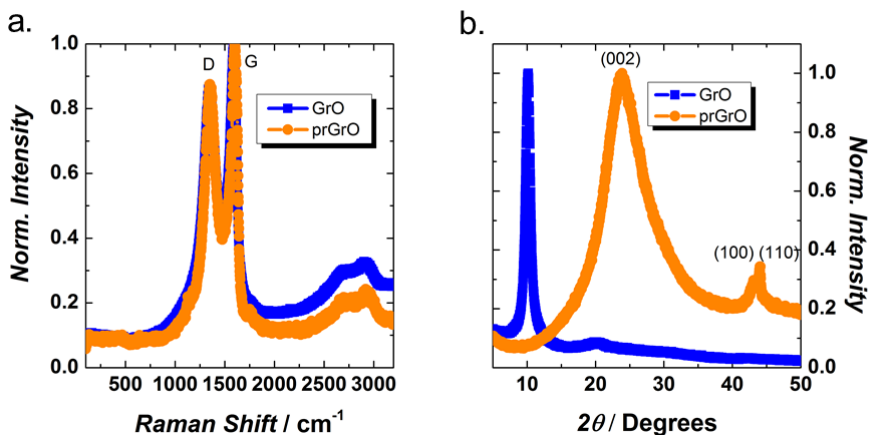 a.
Norm. Intensity
1.0
0.8
0.6
0.4
0.2
0.0
D
G
GrO
prGrO
500 1000 1500 2000 2500 3000
Raman Shift / cm⁻¹
b.
(002)
GrO
prGrO
(100) (110)
1.0
0.8
0.6
0.4
0.2
0.0
Norm. Intensity
10 20 30 40 50
2θ / Degrees